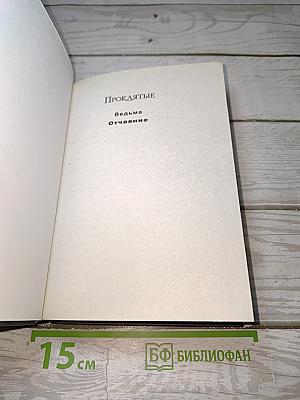 Проклятые
Ведьма
Отчаяние
15 см
БФ БИБЛИОФАН